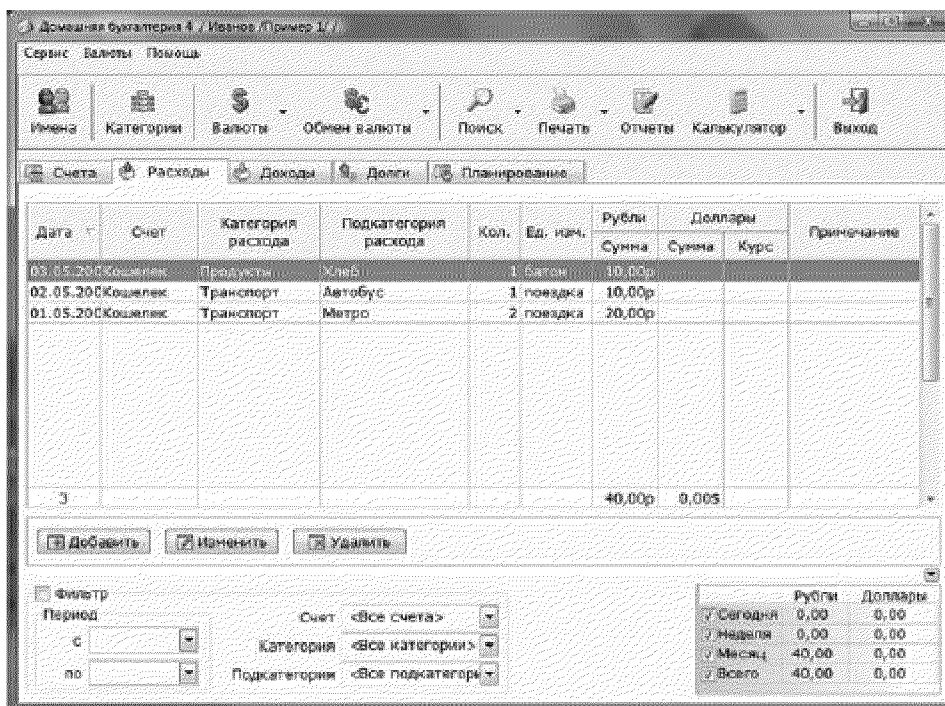 Домашняя бухгалтерия 4 / Иванов /Пример 1/
Сервис Валюты Помощь
Имена Категории Валюты Обмен валюты Поиск Печать Отчеты Калькулятор Выход
Счета Расходы Доходы Долги Планирование
Дата Счет Категория расхода Подкатегория расхода Кол. Ед. изм. Рубли Доллары Примечание
Сумма Сумма Курс
03.05.200 Кошелек Продукты Хлеб 1 батон 10,00р
02.05.200 Кошелек Транспорт Автобус 1 поездка 10,00р
01.05.200 Кошелек Транспорт Метро 2 поездка 20,00р
3 40,00р 0,00$
Добавить Изменить Удалить
Фильтр
Период
с
по
Счет <Все счета>
Категория <Все категории>
Подкатегория <Все подкатегори
Рубли Доллары
Сегодня 0,00 0,00
Неделя 0,00 0,00
Месяц 40,00 0,00
Всего 40,00 0,00